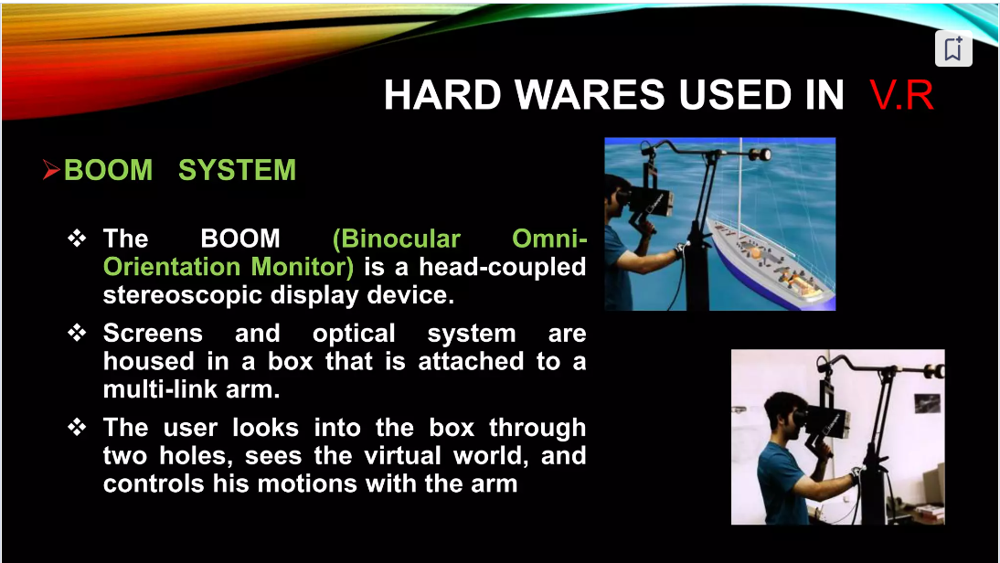 HARD WARES USED IN V.R
BOOM SYSTEM
The BOOM (Binocular Omni-
Orientation Monitor) is a head-coupled
stereoscopic display device.
Screens and optical system are
housed in a box that is attached to a
multi-link arm.
The user looks into the box through
two holes, sees the virtual world, and
controls his motions with the arm